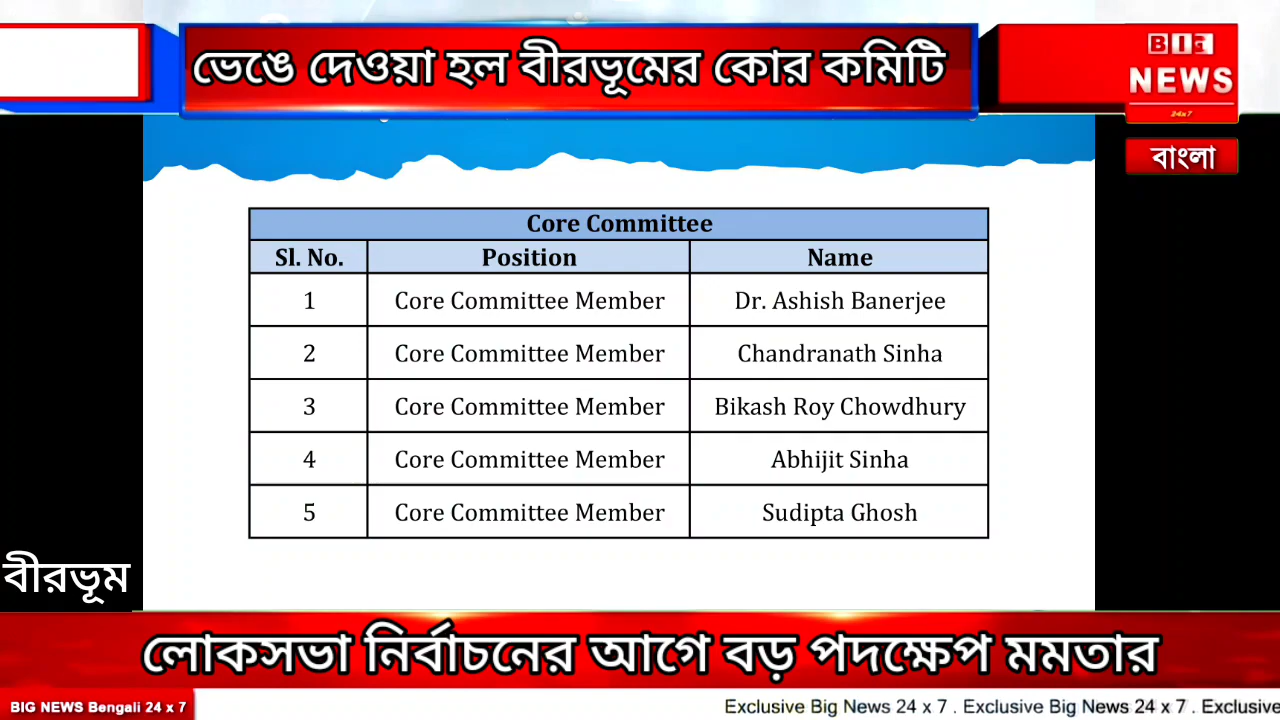 ভেঙে দেওয়া হল বীরভূমের কোর কমিটি
BIG
NEWS
24x7
বাংলা
Core Committee
Sl. No. Position Name
1 Core Committee Member Dr. Ashish Banerjee
2 Core Committee Member Chandranath Sinha
3 Core Committee Member Bikash Roy Chowdhury
4 Core Committee Member Abhijit Sinha
5 Core Committee Member Sudipta Ghosh
বীরভূম
লোকসভা নির্বাচনের আগে বড় পদক্ষেপ মমতার
BIG NEWS Bengali 24 x 7 Exclusive Big News 24 x 7 . Exclusive Big News 24 x 7 . Exclusive